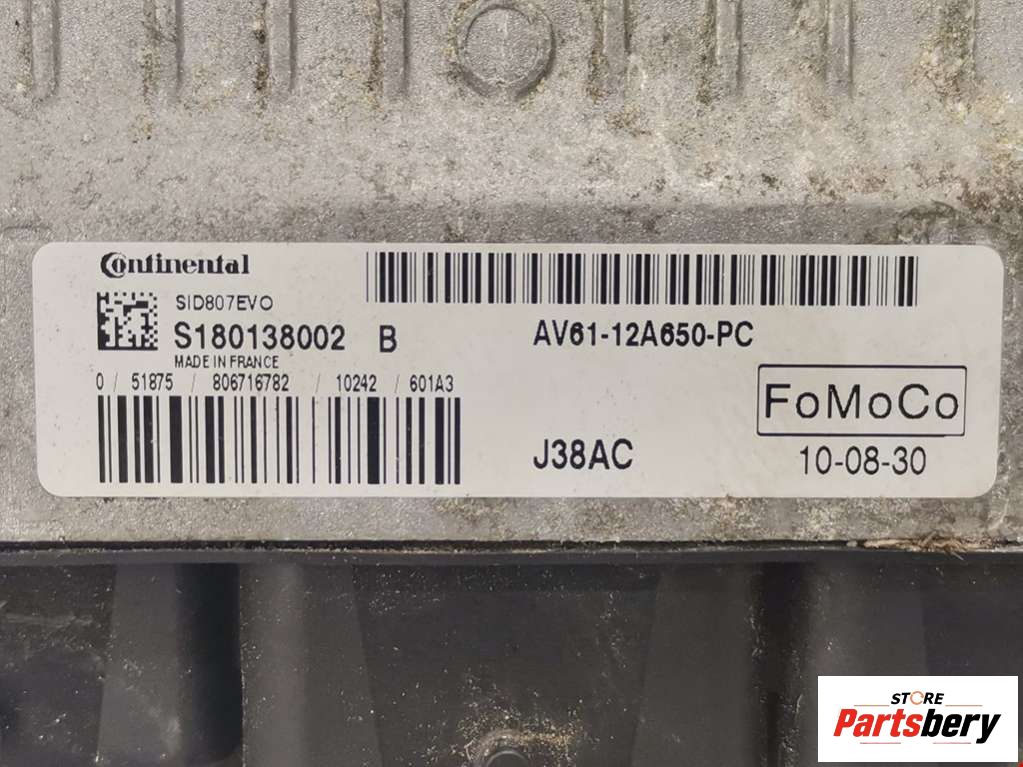 Continental
SID807EVO
S180138002 B
MADE IN FRANCE
0 / 51875 / 806716782 / 10242 / 601A3
AV61-12A650-PC
FoMoCo
J38AC
10-08-30
STORE
Partsbery